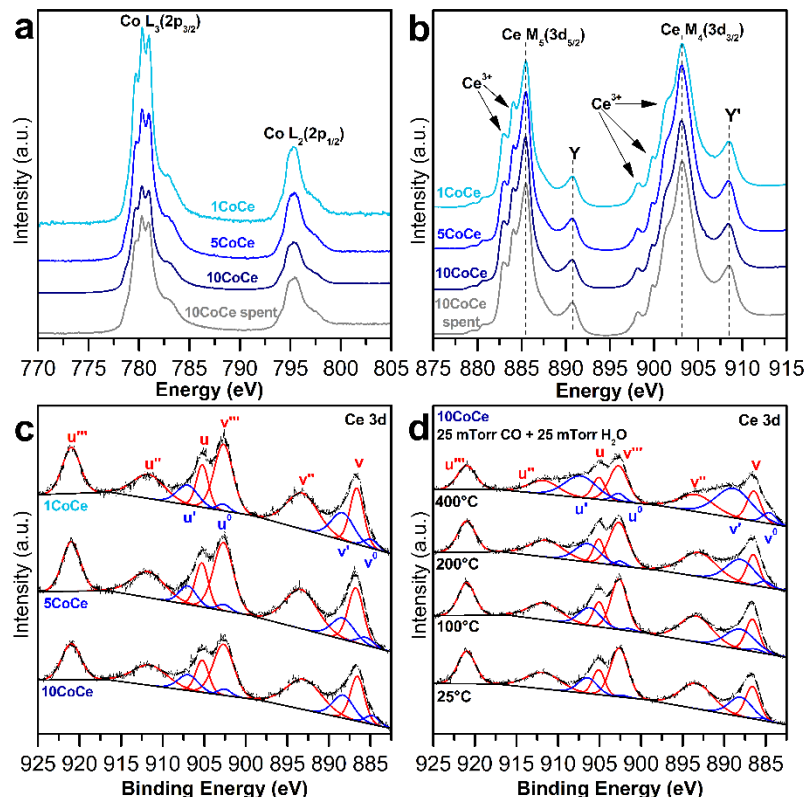 a
Co L₃(2p₃/₂)
Co L₂(2p₁/₂)
1CoCe
5CoCe
10CoCe
10CoCe spent
Intensity (a.u.)
770 775 780 785 790 795 800 805
Energy (eV)
b
Ce M₅(3d₅/₂)
Ce M₄(3d₃/₂)
Ce³⁺
Ce³⁺
Y
Y'
1CoCe
5CoCe
10CoCe
10CoCe
spent
Intensity (a.u.)
875 880 885 890 895 900 905 910 915
Energy (eV)
c
Ce 3d
u'''
u''
u
v'''
v''
v
u'
u⁰
v'
v⁰
1CoCe
5CoCe
10CoCe
Intensity (a.u.)
925 920 915 910 905 900 895 890 885
Binding Energy (eV)
10CoCe
d
Ce 3d
25 mTorr CO + 25 mTorr H₂O
u'''
u''
u
v'''
v''
v
u'
u⁰
v'
v⁰
400°C
200°C
100°C
25°C
Intensity (a.u.)
925 920 915 910 905 900 895 890 885
Binding Energy (eV)